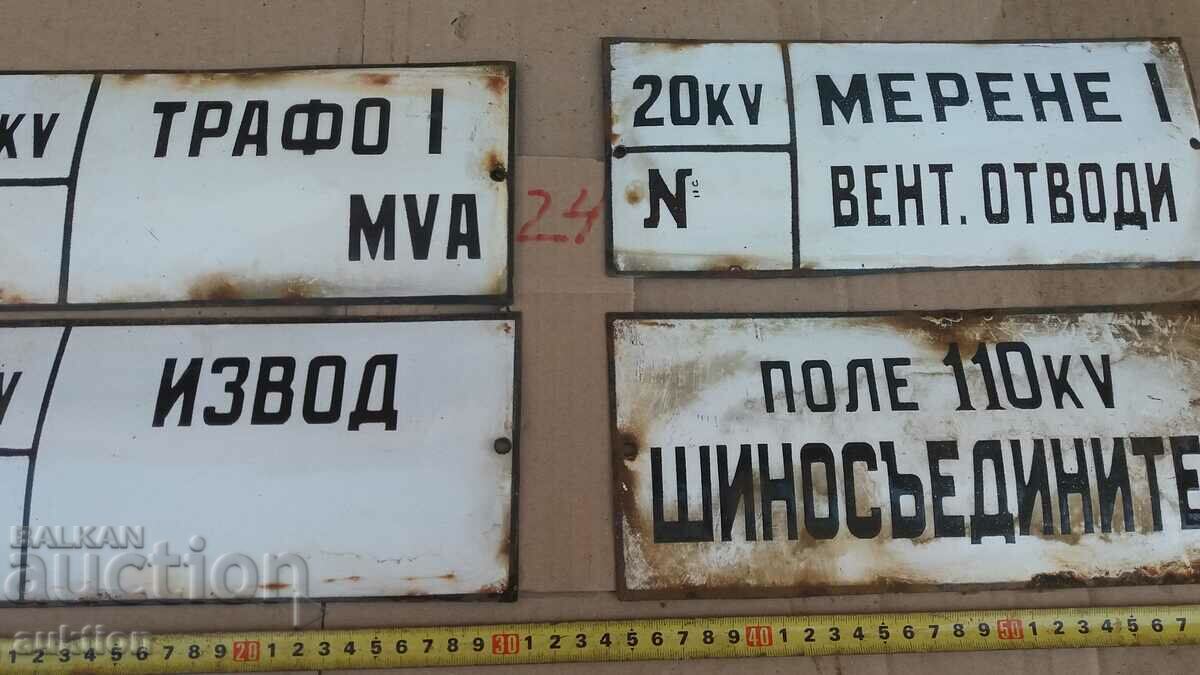 KV
ТРАФО I
MVA
24
20KV
МЕРЕНЕ I
N
ВЕНТ. ОТВОДИ
ИЗВОД
ПОЛЕ 110KV
ШИНОСЪЕДИНИТЕ
BALKAN
auction
auktion
1 2 3 4 5 6 7 8 9 20 1 2 3 4 5 6 7 8 9 30 1 2 3 4 5 6 7 8 9 40 1 2 3 4 5 6 7 8 9 50 1 2 3 4 5 6 7